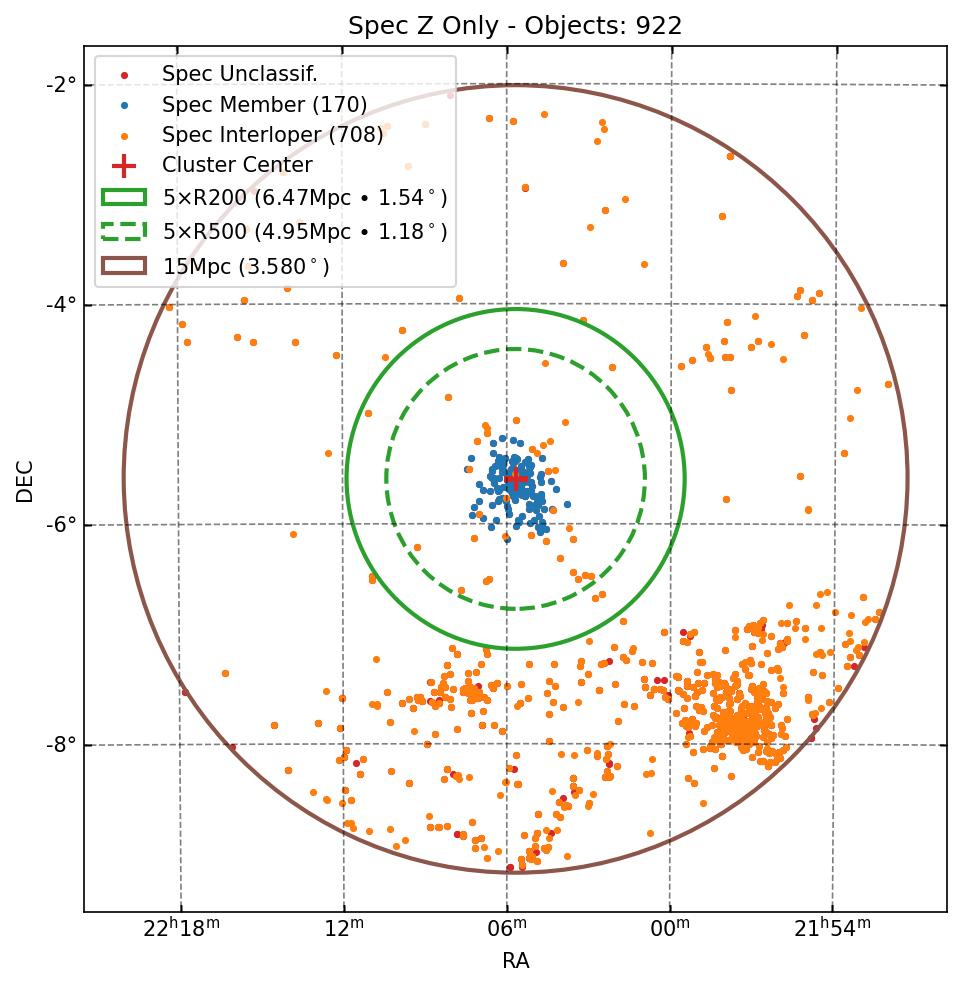 Spec Z Only - Objects: 922
Spec Unclassif.
Spec Member (170)
Spec Interloper (708)
Cluster Center
5×R200 (6.47Mpc • 1.54°)
5×R500 (4.95Mpc • 1.18°)
15Mpc (3.580°)
-2°
-4°
-6°
-8°
DEC
22ʰ18ᵐ 12ᵐ 06ᵐ 00ᵐ 21ʰ54ᵐ
RA